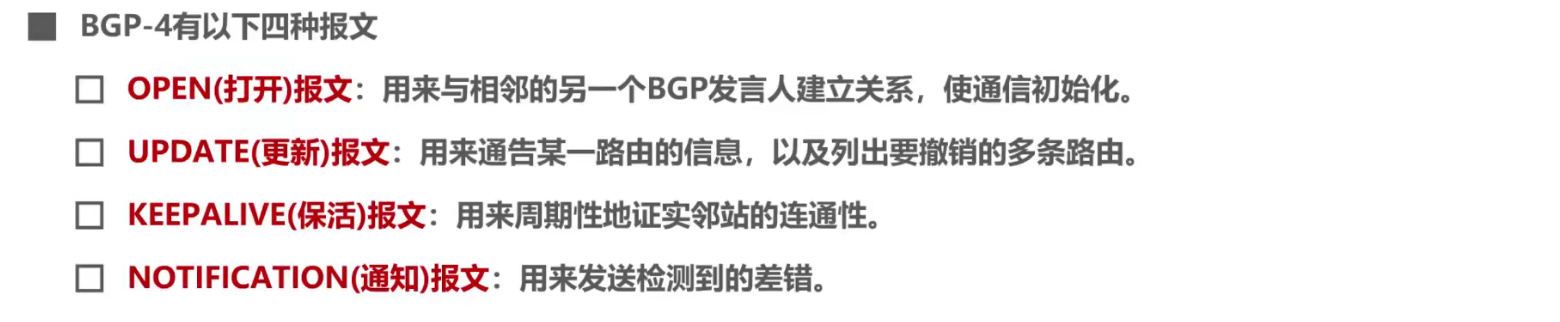 BGP-4有以下四种报文
OPEN(打开)报文：用来与相邻的另一个BGP发言人建立关系，使通信初始化。
UPDATE(更新)报文：用来通告某一路由的信息，以及列出要撤销的多条路由。
KEEPALIVE(保活)报文：用来周期性地证实邻站的连通性。
NOTIFICATION(通知)报文：用来发送检测到的差错。